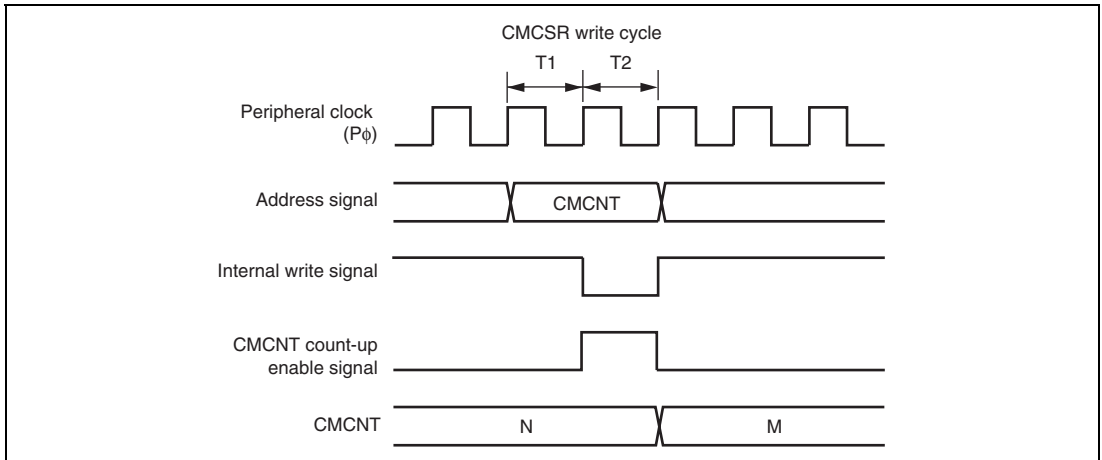 CMCSR write cycle
T1 T2
Peripheral clock
(Pϕ)
Address signal
CMCNT
Internal write signal
CMCNT count-up
enable signal
CMCNT
N M